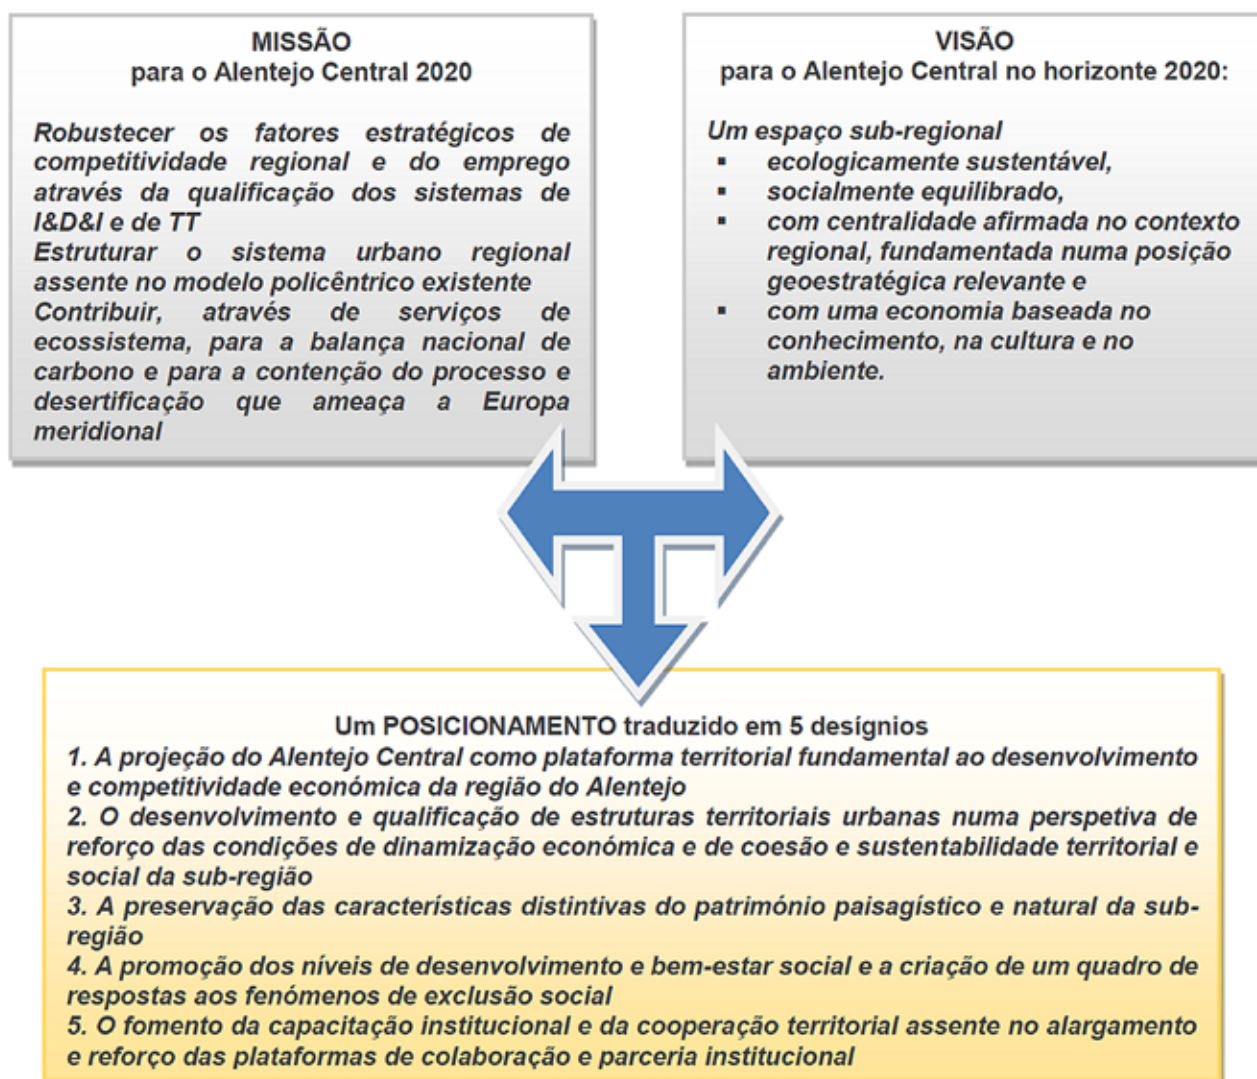 MISSÃO
para o Alentejo Central 2020
Robustecer os fatores estratégicos de
competitividade regional e do emprego
através da qualificação dos sistemas de
I&D&I e de TT
Estruturar o sistema urbano regional
assente no modelo policêntrico existente
Contribuir, através de serviços de
ecossistema, para a balança nacional de
carbono e para a contenção do processo e
desertificação que ameaça a Europa
meridional
VISÃO
para o Alentejo Central no horizonte 2020:
Um espaço sub-regional
▪ ecologicamente sustentável,
▪ socialmente equilibrado,
▪ com centralidade afirmada no contexto
regional, fundamentada numa posição
geoestratégica relevante e
▪ com uma economia baseada no
conhecimento, na cultura e no
ambiente.
Um POSICIONAMENTO traduzido em 5 desígnios
1. A projeção do Alentejo Central como plataforma territorial fundamental ao desenvolvimento
e competitividade económica da região do Alentejo
2. O desenvolvimento e qualificação de estruturas territoriais urbanas numa perspetiva de
reforço das condições de dinamização económica e de coesão e sustentabilidade territorial e
social da sub-região
3. A preservação das características distintivas do património paisagístico e natural da sub-
região
4. A promoção dos níveis de desenvolvimento e bem-estar social e a criação de um quadro de
respostas aos fenómenos de exclusão social
5. O fomento da capacitação institucional e da cooperação territorial assente no alargamento
e reforço das plataformas de colaboração e parceria institucional